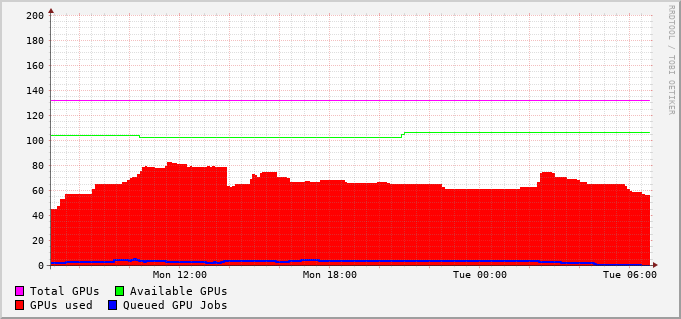 RRDTOOL / TOBI OETIKER
200
180
160
140
120
100
80
60
40
20
0
Mon 12:00 Mon 18:00 Tue 00:00 Tue 06:00
Total GPUs Available GPUs
GPUs used Queued GPU Jobs